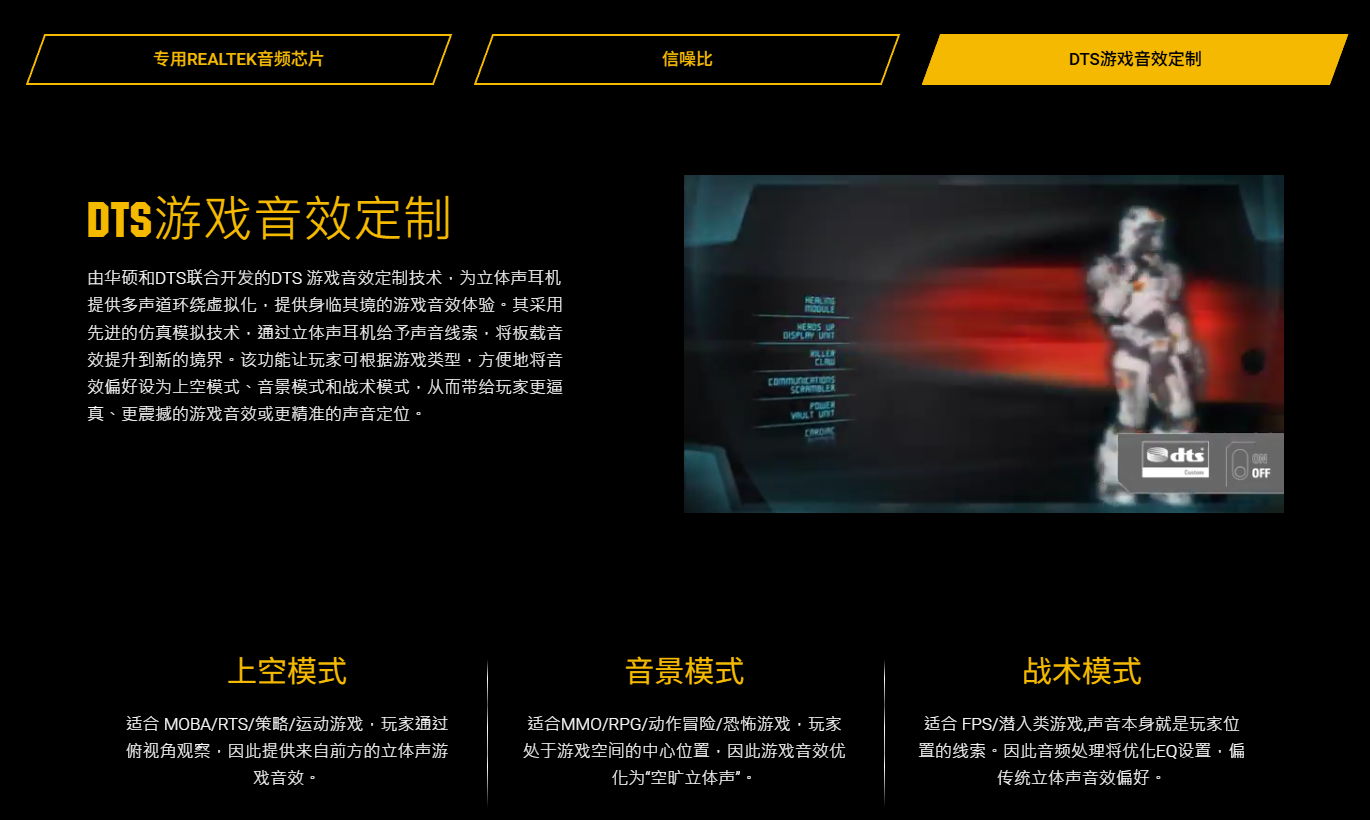 专用REALTEK音频芯片
信噪比
DTS游戏音效定制
DTS游戏音效定制
由华硕和DTS联合开发的DTS 游戏音效定制技术，为立体声耳机
提供多声道环绕虚拟化，提供身临其境的游戏音效体验。其采用
先进的仿真模拟技术，通过立体声耳机给予声音线索，将板载音
效提升到新的境界。该功能让玩家可根据游戏类型，方便地将音
效偏好设为上空模式、音景模式和战术模式，从而带给玩家更逼
真、更震撼的游戏音效或更精准的声音定位。
HEALING
MODULE
HEADS UP
DISPLAY UNIT
KILLER
CLAW
COMMUNICATIONS
SCRAMBLER
POWER
VAULT UNIT
CARDIAC
dts
Custom
ON
OFF
上空模式
适合 MOBA/RTS/策略/运动游戏，玩家通过
俯视角观察，因此提供来自前方的立体声游
戏音效。
音景模式
适合MMO/RPG/动作冒险/恐怖游戏，玩家
处于游戏空间的中心位置，因此游戏音效优
化为“空旷立体声”。
战术模式
适合 FPS/潜入类游戏,声音本身就是玩家位
置的线索。因此音频处理将优化EQ设置，偏
传统立体声音效偏好。